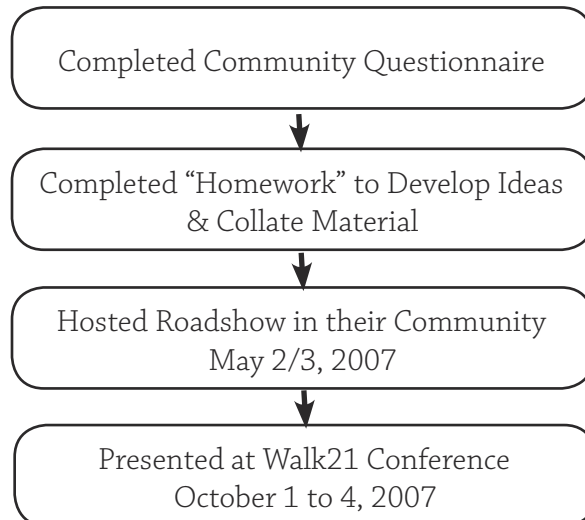 Completed Community Questionnaire
Completed “Homework” to Develop Ideas
& Collate Material
Hosted Roadshow in their Community
May 2/3, 2007
Presented at Walk21 Conference
October 1 to 4, 2007